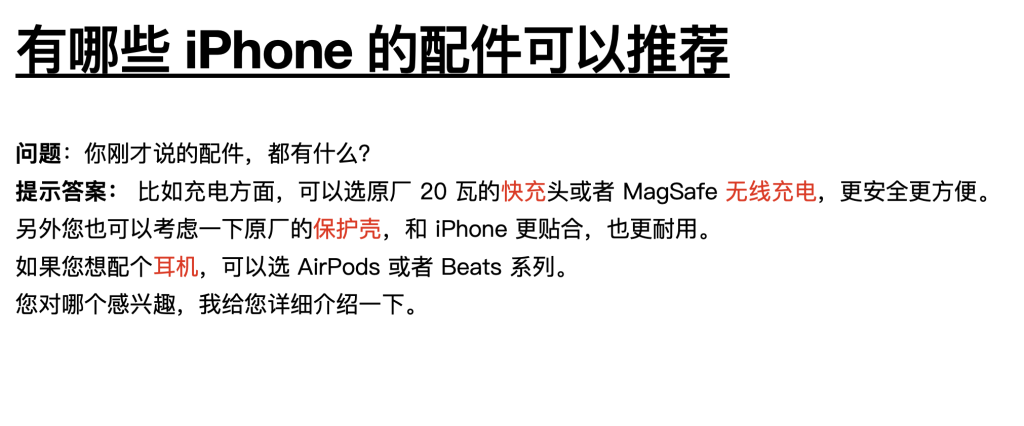 有哪些 iPhone 的配件可以推荐
问题：你刚才说的配件，都有什么？
提示答案： 比如充电方面，可以选原厂 20 瓦的快充头或者 MagSafe 无线充电，更安全更方便。
另外您也可以考虑一下原厂的保护壳，和 iPhone 更贴合，也更耐用。
如果您想配个耳机，可以选 AirPods 或者 Beats 系列。
您对哪个感兴趣，我给您详细介绍一下。